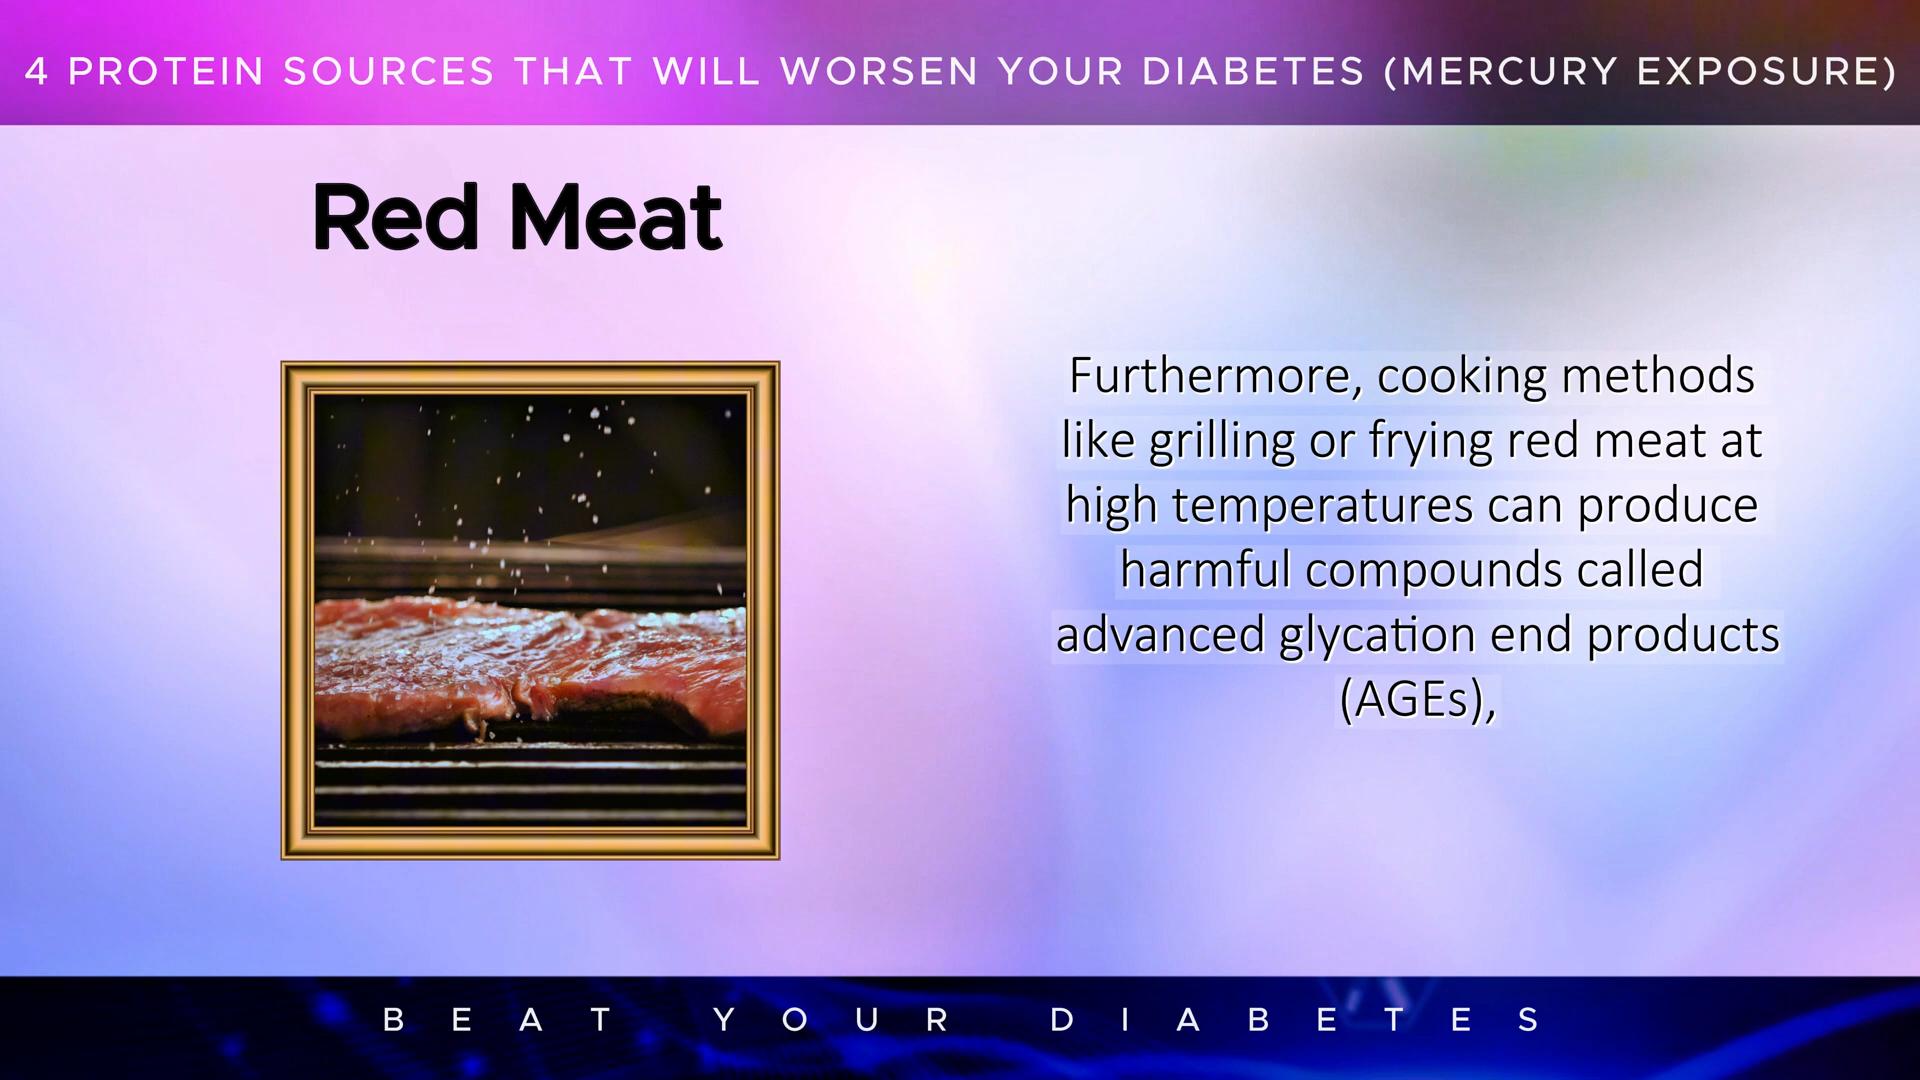 4 PROTEIN SOURCES THAT WILL WORSEN YOUR DIABETES (MERCURY EXPOSURE)
Red Meat
Furthermore, cooking methods
like grilling or frying red meat at
high temperatures can produce
harmful compounds called
advanced glycation end products
(AGEs),
BEAT YOUR DIABETES